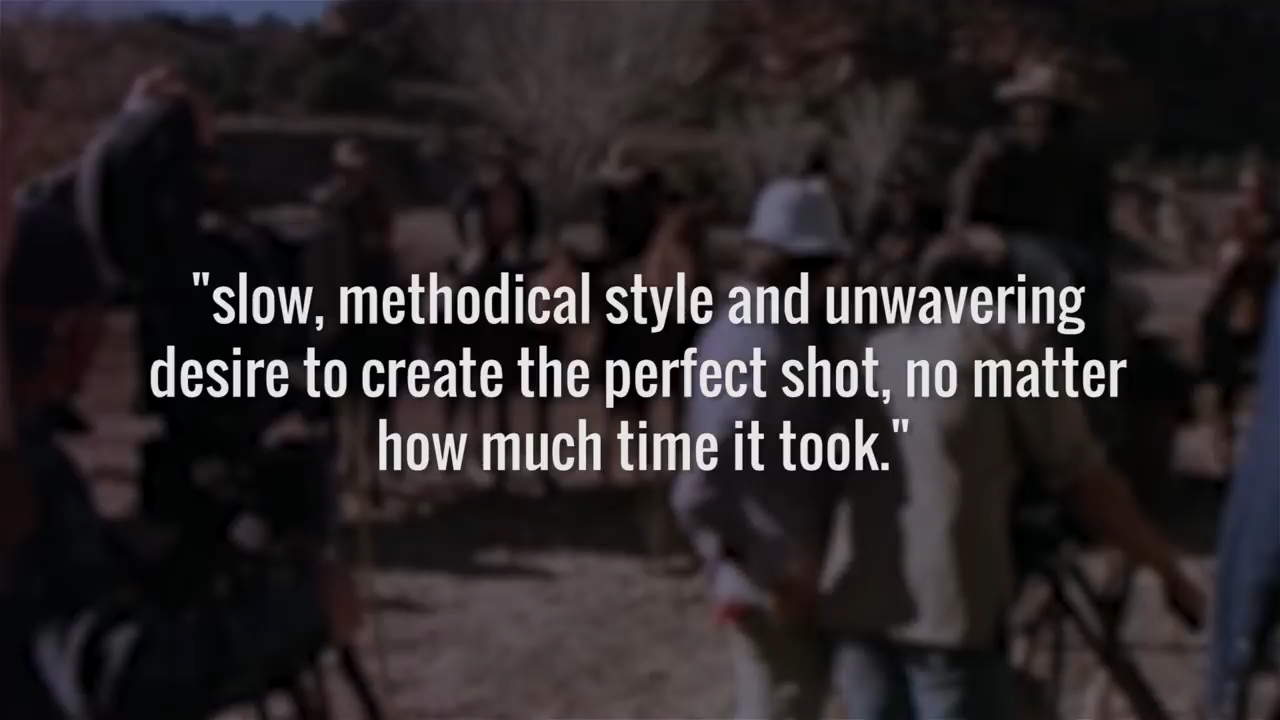 "slow, methodical style and unwavering
desire to create the perfect shot, no matter
how much time it took."